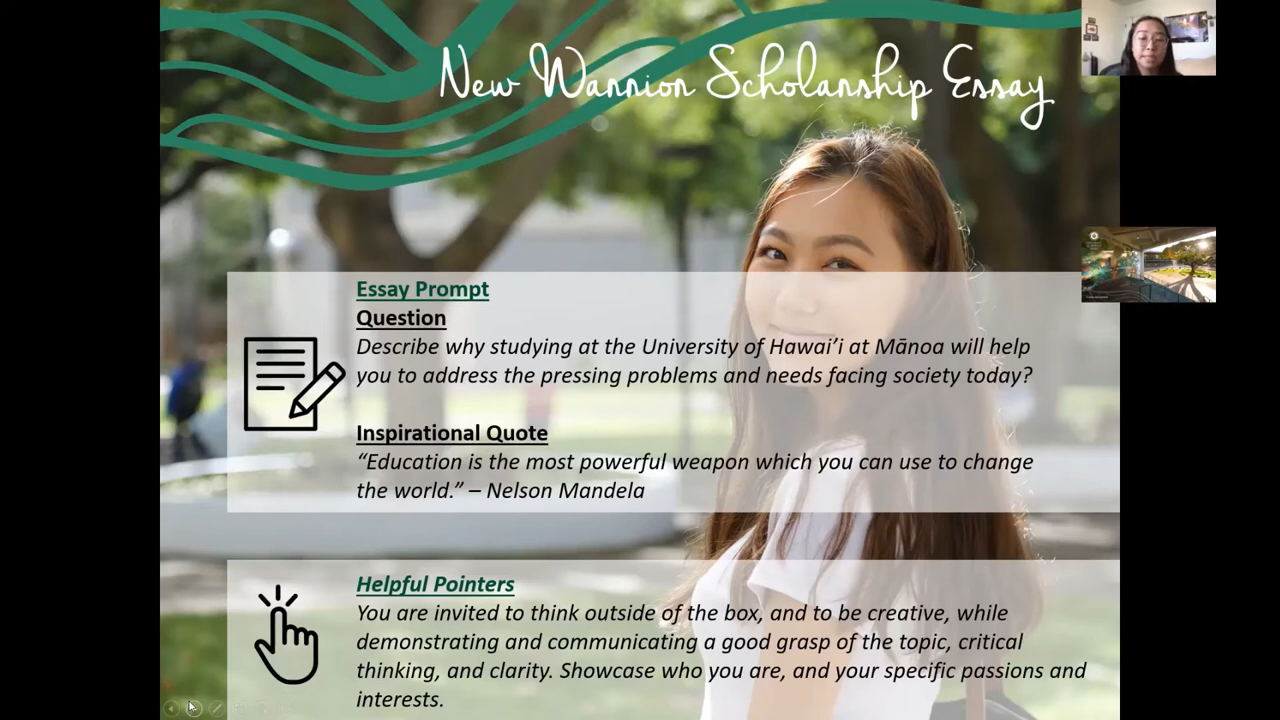 New Warrior Scholarship Essay
Essay Prompt
Question
Describe why studying at the University of Hawai’i at Mānoa will help
you to address the pressing problems and needs facing society today?
Inspirational Quote
“Education is the most powerful weapon which you can use to change
the world.” – Nelson Mandela
Helpful Pointers
You are invited to think outside of the box, and to be creative, while
demonstrating and communicating a good grasp of the topic, critical
thinking, and clarity. Showcase who you are, and your specific passions and
interests.